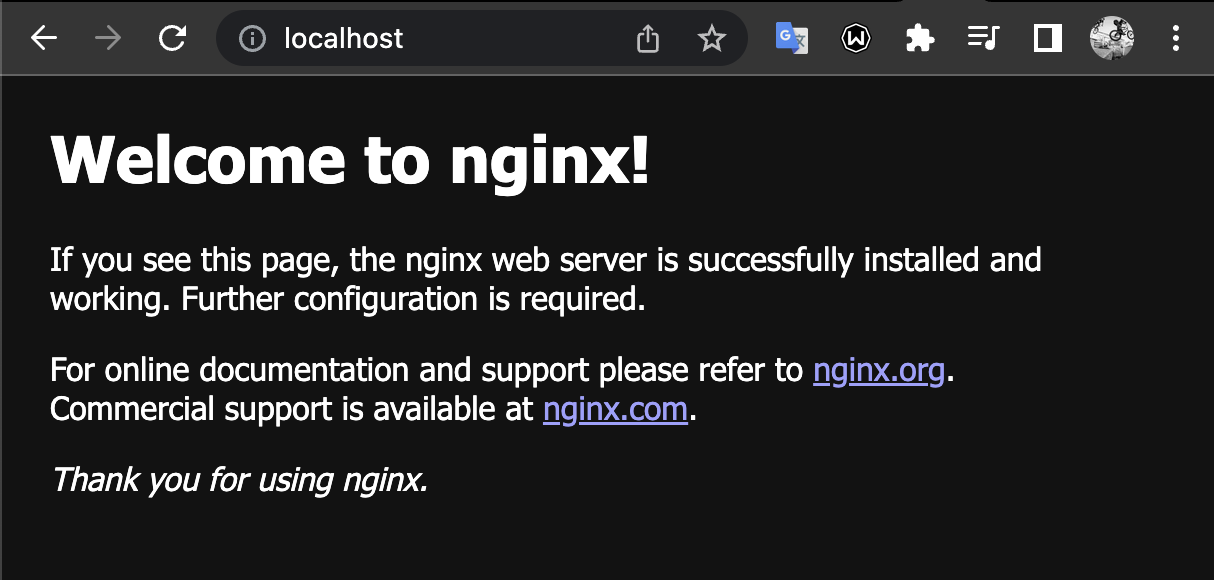 localhost
Welcome to nginx!
If you see this page, the nginx web server is successfully installed and
working. Further configuration is required.
For online documentation and support please refer to nginx.org.
Commercial support is available at nginx.com.
Thank you for using nginx.